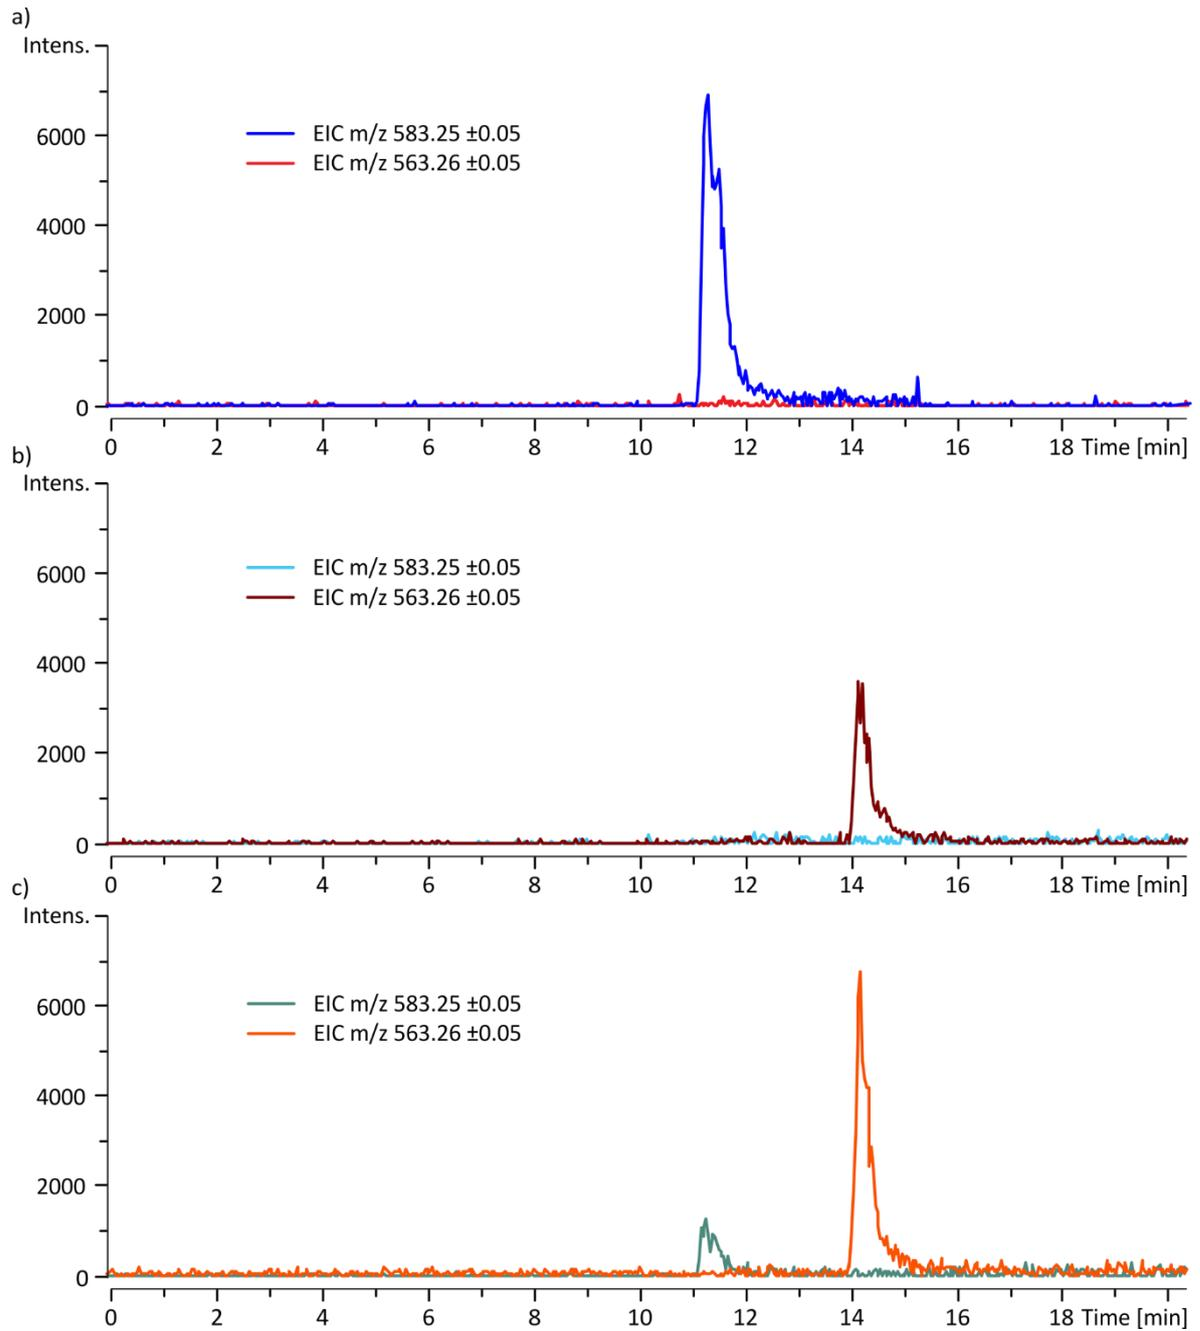 a)
Intens.
6000
EIC m/z 583.25 ±0.05
EIC m/z 563.26 ±0.05
4000
2000
0
0 2 4 6 8 10 12 14 16 18 Time [min]
b)
Intens.
6000
EIC m/z 583.25 ±0.05
EIC m/z 563.26 ±0.05
4000
2000
0
0 2 4 6 8 10 12 14 16 18 Time [min]
c)
Intens.
6000
EIC m/z 583.25 ±0.05
EIC m/z 563.26 ±0.05
4000
2000
0
0 2 4 6 8 10 12 14 16 18 Time [min]